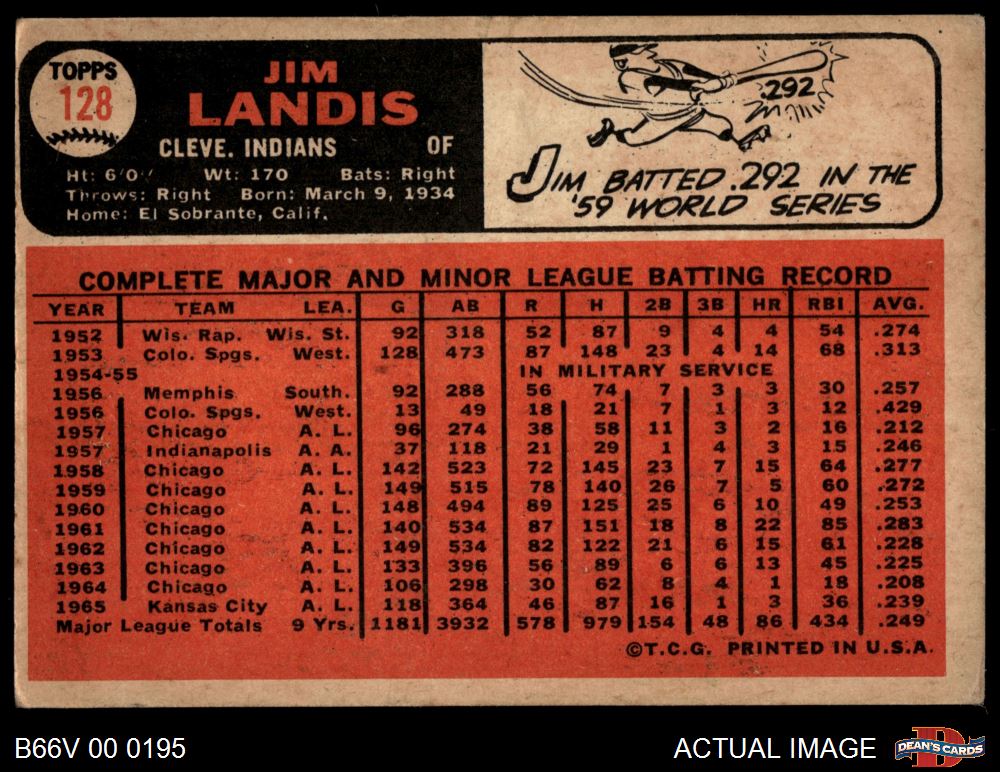 TOPPS
128
JIM
LANDIS
CLEVE. INDIANS OF
Ht: 6'0" Wt: 170 Bats: Right
Throws: Right Born: March 9, 1934
Home: El Sobrante, Calif.
.292
JIM BATTED .292 IN THE
'59 WORLD SERIES
COMPLETE MAJOR AND MINOR LEAGUE BATTING RECORD
YEAR TEAM LEA. G AB R H 2B 3B HR RBI AVG.
1952 Wis. Rap. Wis. St. 92 318 52 87 9 4 4 54 .274
1953 Colo. Spgs. West. 128 473 87 148 23 4 14 68 .313
1954-55 IN MILITARY SERVICE
1956 Memphis South. 92 288 56 74 7 3 3 30 .257
1956 Colo. Spgs. West. 13 49 18 21 7 1 3 12 .429
1957 Chicago A. L. 96 274 38 58 11 3 2 16 .212
1957 Indianapolis A. A. 37 118 21 29 1 4 3 15 .246
1958 Chicago A. L. 142 523 72 145 23 7 15 64 .277
1959 Chicago A. L. 149 515 78 140 26 7 5 60 .272
1960 Chicago A. L. 148 494 89 125 25 6 10 49 .253
1961 Chicago A. L. 140 534 87 151 18 8 22 85 .283
1962 Chicago A. L. 149 534 82 122 21 6 15 61 .228
1963 Chicago A. L. 133 396 56 89 6 6 13 45 .225
1964 Chicago A. L. 106 298 30 62 8 4 1 18 .208
1965 Kansas City A. L. 118 364 46 87 16 1 3 36 .239
Major League Totals 9 Yrs. 1181 3932 578 979 154 48 86 434 .249
©T.C.G. PRINTED IN U.S.A.
B66V 00 0195
ACTUAL IMAGE
D
DEAN'S CARDS